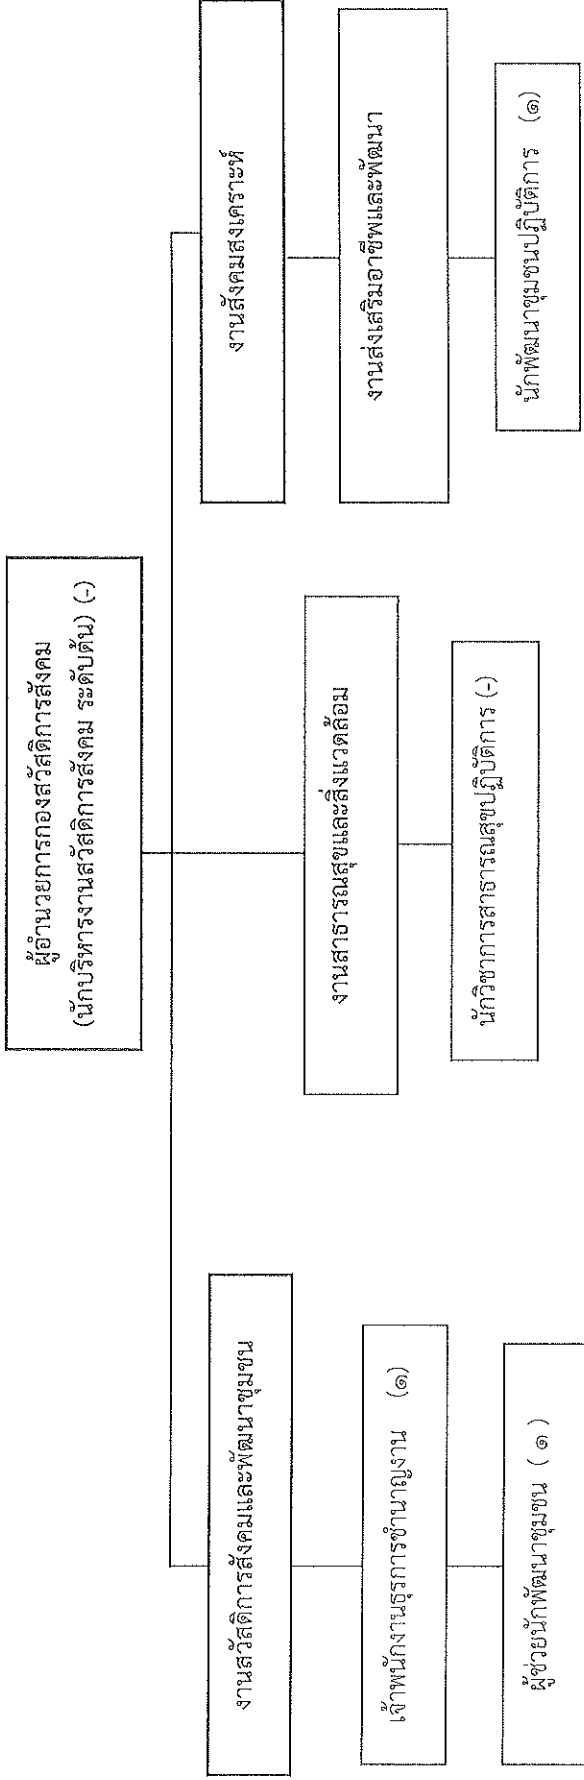 ผู้อำนวยการกองสวัสดิการสังคม
(นักบริหารงานสวัสดิการสังคม ระดับต้น) (-)
งานสวัสดิการสังคมและพัฒนาชุมชน
เจ้าพนักงานธุรการชำนาญงาน (๑)
ผู้ช่วยนักพัฒนาชุมชน ( ๑ )
งานสาธารณสุขและสิ่งแวดล้อม
นักวิชาการสาธารณสุขปฏิบัติการ (-)
งานสังคมสงเคราะห์
งานส่งเสริมอาชีพและพัฒนา
นักพัฒนาชุมชนปฏิบัติการ (๑)